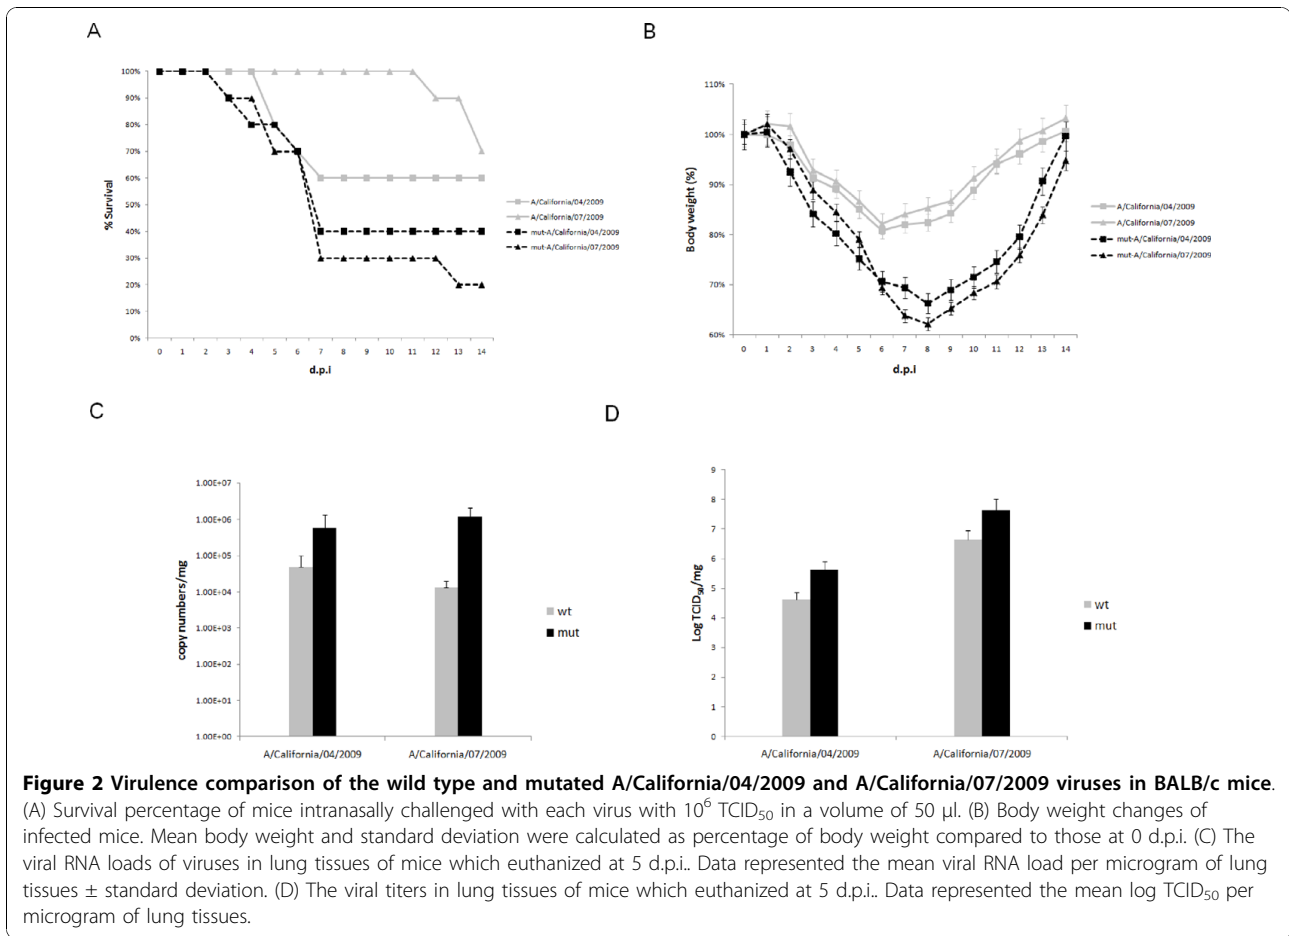 A
100%
90%
80%
70%
60%
50%
40%
30%
20%
10%
0%
% Survival
0 1 2 3 4 5 6 7 8 9 10 11 12 13 14
d.p.i
A/California/04/2009
A/California/07/2009
mut-A/California/04/2009
mut-A/California/07/2009
B
110%
100%
90%
80%
70%
60%
Body weight (%)
0 1 2 3 4 5 6 7 8 9 10 11 12 13 14
d.p.i
A/California/04/2009
A/California/07/2009
mut-A/California/04/2009
mut-A/California/07/2009
C
1.00E+07
1.00E+06
1.00E+05
1.00E+04
1.00E+03
1.00E+02
1.00E+01
1.00E+00
copy numbers/mg
A/California/04/2009 A/California/07/2009
wt
mut
D
9
8
7
6
5
4
3
2
1
0
Log TCID50/mg
A/California/04/2009 A/California/07/2009
wt
mut
Figure 2 Virulence comparison of the wild type and mutated A/California/04/2009 and A/California/07/2009 viruses in BALB/c mice.
(A) Survival percentage of mice intranasally challenged with each virus with 10⁶ TCID₅₀ in a volume of 50 μl. (B) Body weight changes of
infected mice. Mean body weight and standard deviation were calculated as percentage of body weight compared to those at 0 d.p.i. (C) The
viral RNA loads of viruses in lung tissues of mice which euthanized at 5 d.p.i.. Data represented the mean viral RNA load per microgram of lung
tissues ± standard deviation. (D) The viral titers in lung tissues of mice which euthanized at 5 d.p.i.. Data represented the mean log TCID₅₀ per
microgram of lung tissues.